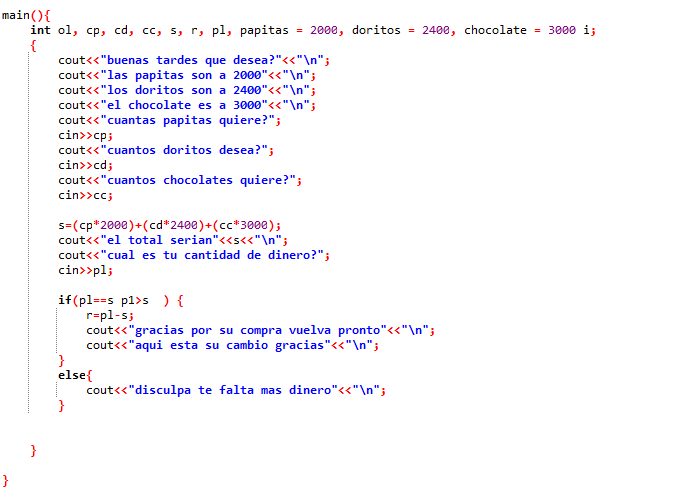 main(){
int ol, cp, cd, cc, s, r, pl, papitas = 2000, doritos = 2400, chocolate = 3000 i;
{
cout<<"buenas tardes que desea?"<<"\n";
cout<<"las papitas son a 2000"<<"\n";
cout<<"los doritos son a 2400"<<"\n";
cout<<"el chocolate es a 3000"<<"\n";
cout<<"cuantas papitas quiere?";
cin>>cp;
cout<<"cuantos doritos desea?";
cin>>cd;
cout<<"cuantos chocolates quiere?";
cin>>cc;
s=(cp*2000)+(cd*2400)+(cc*3000);
cout<<"el total serian"<<s<<"\n";
cout<<"cual es tu cantidad de dinero?";
cin>>pl;
if(pl==s p1>s  ) {
r=pl-s;
cout<<"gracias por su compra vuelva pronto"<<"\n";
cout<<"aqui esta su cambio gracias"<<"\n";
}
else{
cout<<"disculpa te falta mas dinero"<<"\n";
}
}
}